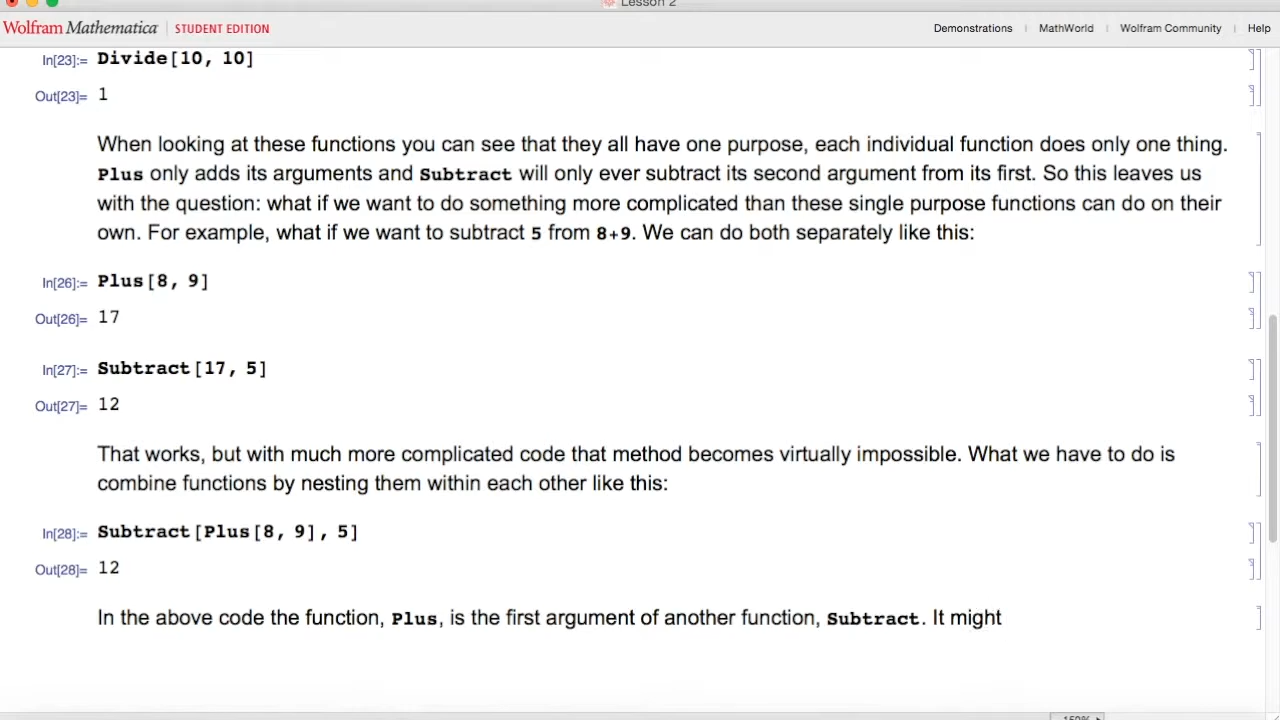 Lesson 2
Wolfram Mathematica | STUDENT EDITION
Demonstrations | MathWorld | Wolfram Community | Help
In[23]:= Divide[10, 10]
Out[23]= 1
When looking at these functions you can see that they all have one purpose, each individual function does only one thing.
Plus only adds its arguments and Subtract will only ever subtract its second argument from its first. So this leaves us
with the question: what if we want to do something more complicated than these single purpose functions can do on their
own. For example, what if we want to subtract 5 from 8+9. We can do both separately like this:
In[26]:= Plus[8, 9]
Out[26]= 17
In[27]:= Subtract[17, 5]
Out[27]= 12
That works, but with much more complicated code that method becomes virtually impossible. What we have to do is
combine functions by nesting them within each other like this:
In[28]:= Subtract[Plus[8, 9], 5]
Out[28]= 12
In the above code the function, Plus, is the first argument of another function, Subtract. It might
150%